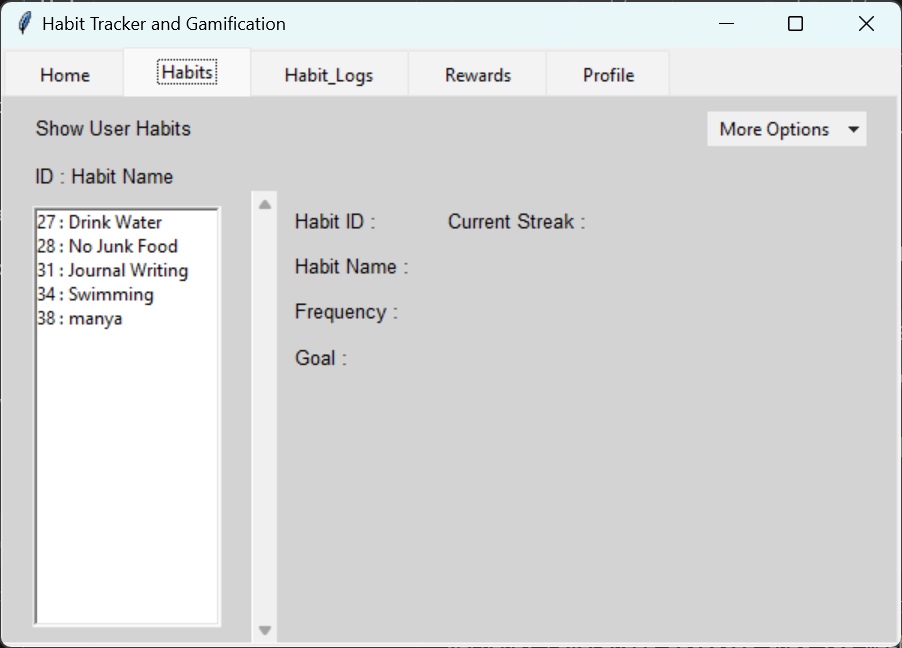 Habit Tracker and Gamification
Home Habits Habit_Logs Rewards Profile
Show User Habits More Options
ID : Habit Name
27 : Drink Water
28 : No Junk Food
31 : Journal Writing
34 : Swimming
38 : manya
Habit ID : Current Streak :
Habit Name :
Frequency :
Goal :